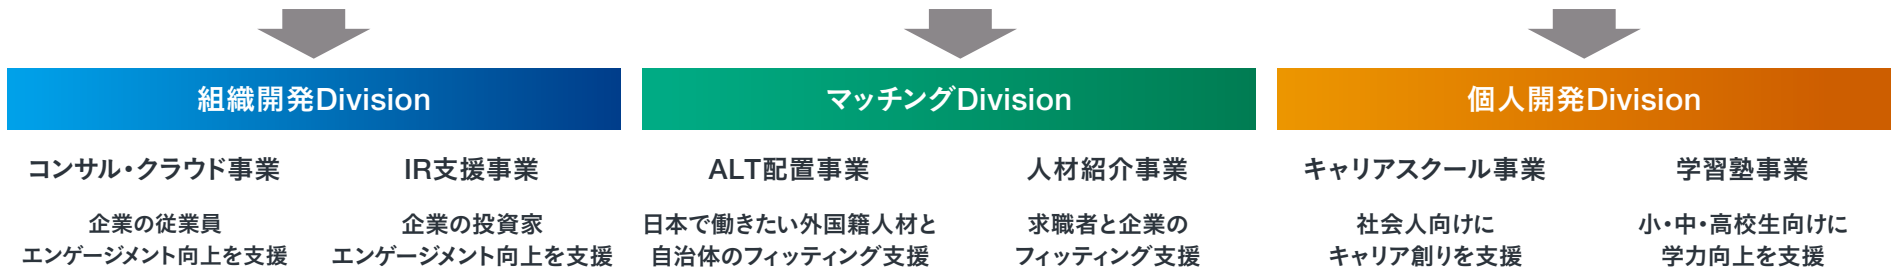 組織開発Division
コンサル・クラウド事業
企業の従業員
エンゲージメント向上を支援
IR支援事業
企業の投資家
エンゲージメント向上を支援
マッチングDivision
ALT配置事業
日本で働きたい外国籍人材と
自治体のフィッティング支援
人材紹介事業
求職者と企業の
フィッティング支援
個人開発Division
キャリアスクール事業
社会人向けに
キャリア創りを支援
学習塾事業
小・中・高校生向けに
学力向上を支援